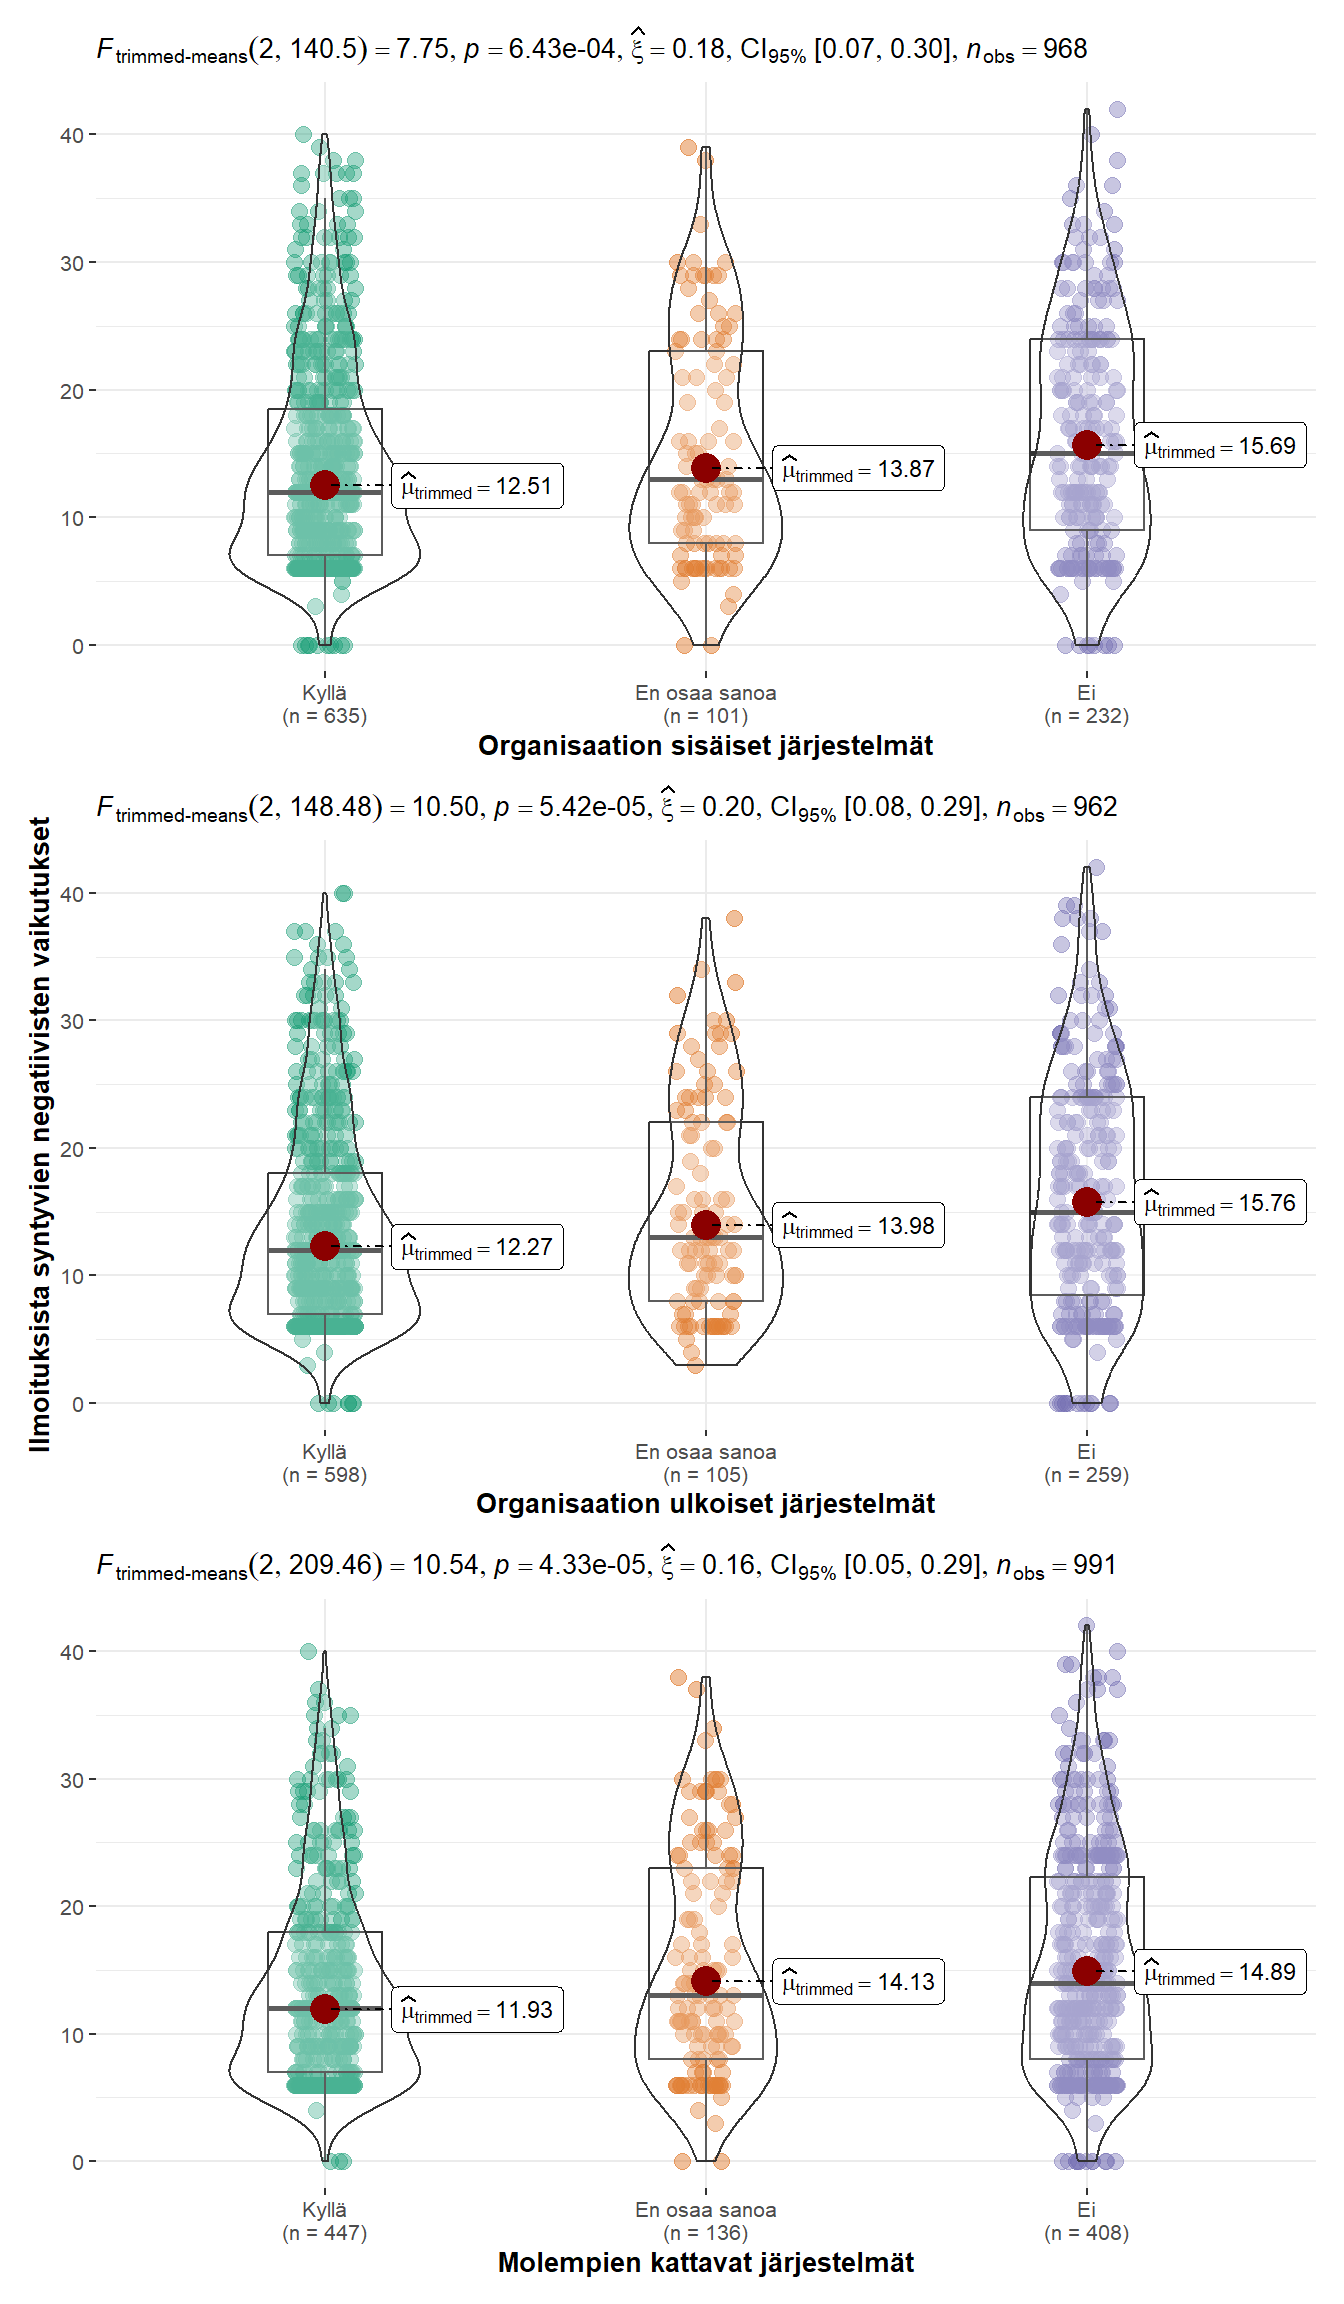 F trimmed-means(2, 140.5) = 7.75, p = 6.43e-04, ξ̂ = 0.18, CI95% [0.07, 0.30], nobs = 968
40
30
20
10
0
μ̂trimmed = 12.51
μ̂trimmed = 13.87
μ̂trimmed = 15.69
Kyllä
(n = 635)
En osaa sanoa
(n = 101)
Ei
(n = 232)
Organisaation sisäiset järjestelmät
Ilmoituksista syntyvien negatiivisten vaikutukset
F trimmed-means(2, 148.48) = 10.50, p = 5.42e-05, ξ̂ = 0.20, CI95% [0.08, 0.29], nobs = 962
40
30
20
10
0
μ̂trimmed = 12.27
μ̂trimmed = 13.98
μ̂trimmed = 15.76
Kyllä
(n = 598)
En osaa sanoa
(n = 105)
Ei
(n = 259)
Organisaation ulkoiset järjestelmät
F trimmed-means(2, 209.46) = 10.54, p = 4.33e-05, ξ̂ = 0.16, CI95% [0.05, 0.29], nobs = 991
40
30
20
10
0
μ̂trimmed = 11.93
μ̂trimmed = 14.13
μ̂trimmed = 14.89
Kyllä
(n = 447)
En osaa sanoa
(n = 136)
Ei
(n = 408)
Molempien kattavat järjestelmät